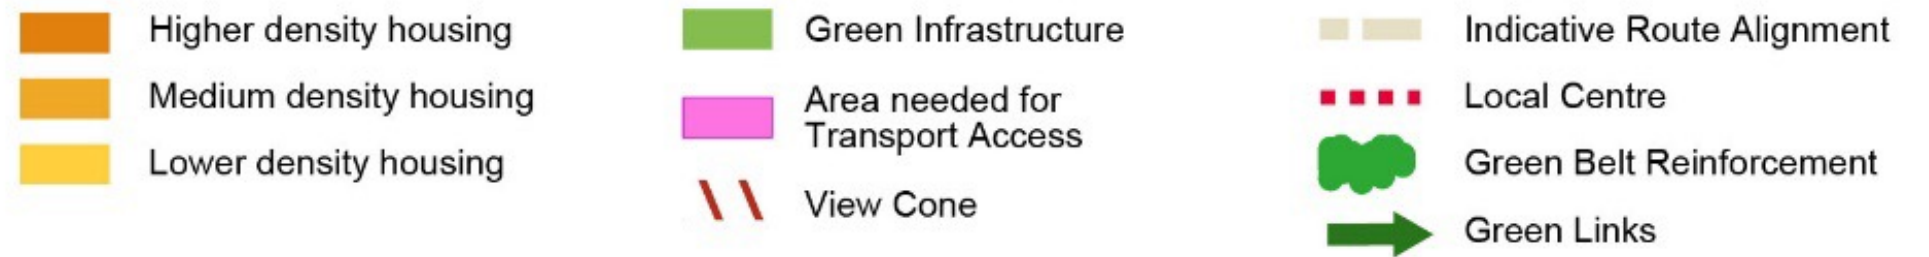 Higher density housing
Medium density housing
Lower density housing
Green Infrastructure
Area needed for
Transport Access
View Cone
Indicative Route Alignment
Local Centre
Green Belt Reinforcement
Green Links